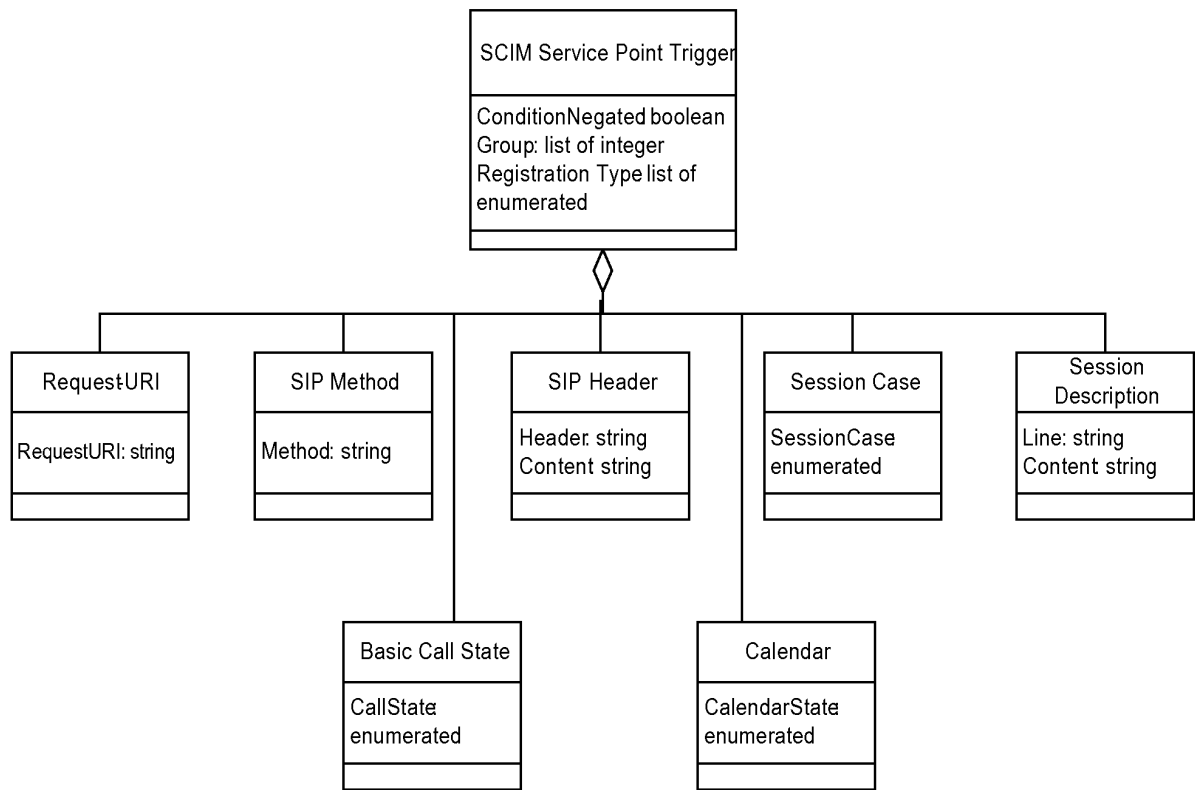 SCIM Service Point Trigger
ConditionNegated boolean
Group: list of integer
Registration Type list of
enumerated
Request-URI
RequestURI: string
SIP Method
Method: string
SIP Header
Header: string
Content: string
Session Case
SessionCase:
enumerated
Session
Description
Line: string
Content: string
Basic Call State
CallState:
enumerated
Calendar
CalendarState:
enumerated